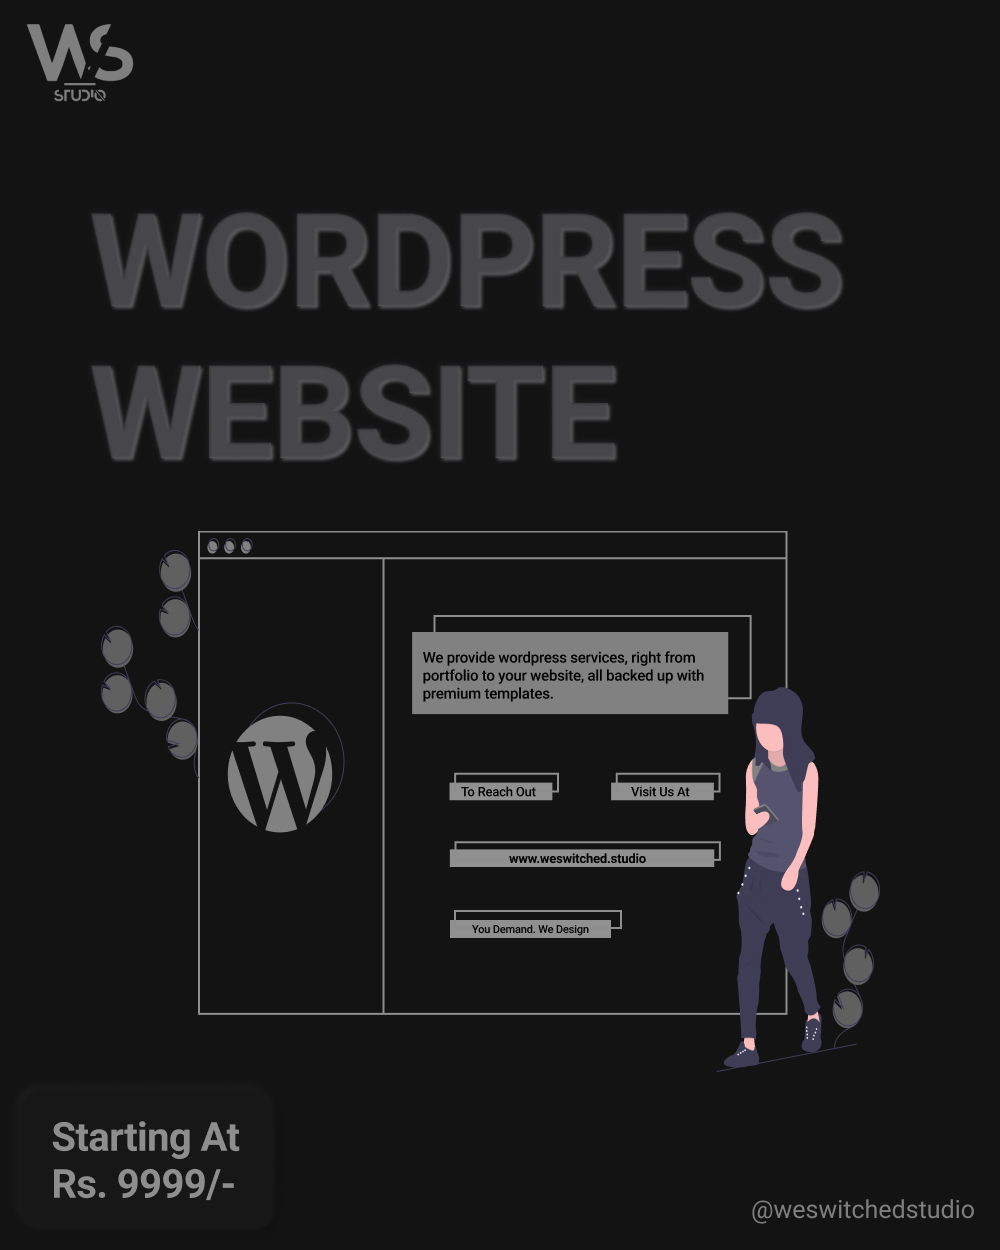 WS
STUDIO
WORDPRESS
WEBSITE
We provide wordpress services, right from
portfolio to your website, all backed up with
premium templates.
To Reach Out
Visit Us At
www.weswitched.studio
You Demand. We Design
Starting At
Rs. 9999/-
@weswitchedstudio